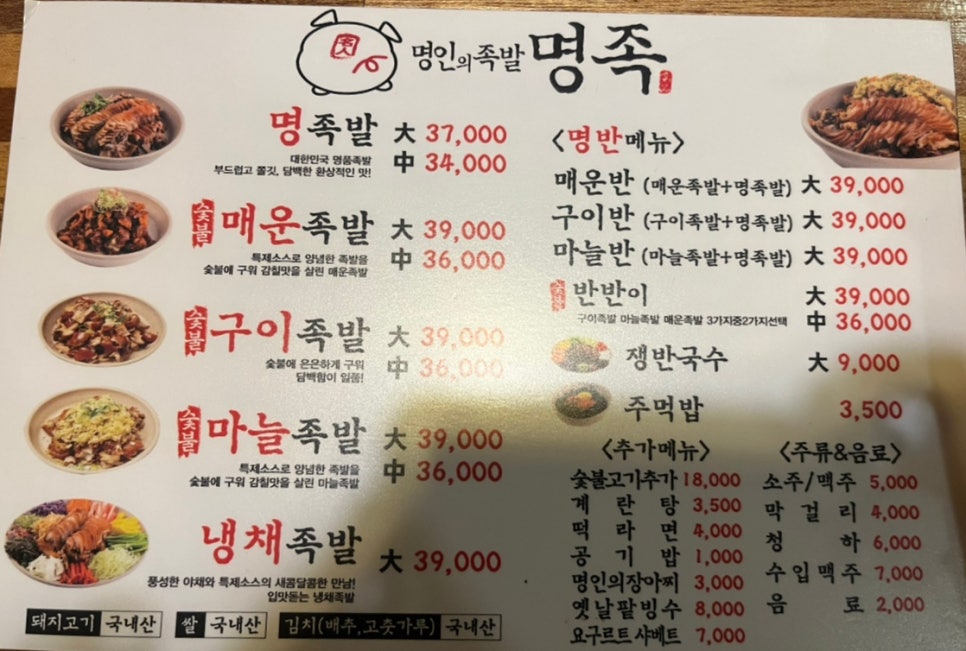 명인의족발 명족
명족발 大 37,000
中 34,000
대한민국 명품족발
부드럽고 쫄깃, 담백한 환상적인 맛!
숯불 매운족발 大 39,000
中 36,000
특제소스로 양념한 족발을
숯불에 구워 감칠맛을 살린 매운족발
숯불 구이족발 大 39,000
中 36,000
숯불에 은은하게 구워
담백함이 일품!
숯불 마늘족발 大 39,000
中 36,000
특제소스로 양념한 족발을
숯불에 구워 감칠맛을 살린 마늘족발
냉채족발 大 39,000
풍성한 야채와 특제소스의 새콤달콤한 만남!
입맛돋는 냉채족발
돼지고기 국내산 쌀 국내산 김치(배추,고춧가루) 국내산
<명반메뉴>
매운반 (매운족발+명족발) 大 39,000
구이반 (구이족발+명족발) 大 39,000
마늘반 (마늘족발+명족발) 大 39,000
숯불 반반이 大 39,000
구이족발 마늘족발 매운족발 3가지중2가지선택 中 36,000
쟁반국수 大 9,000
주먹밥 3,500
<추가메뉴>
숯불고기추가 18,000
계란탕 3,500
떡라면 4,000
공기밥 1,000
명인의장아찌 3,000
옛날팥빙수 8,000
요구르트샤베트 7,000
<주류&음료>
소주/맥주 5,000
막걸리 4,000
청하 6,000
수입맥주 7,000
음료 2,000